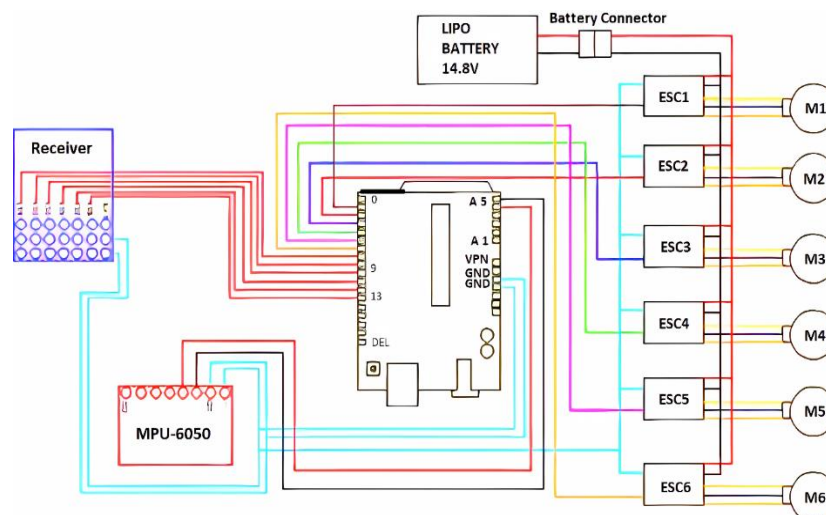 Battery Connector
LIPO
BATTERY
14.8V
ESC1
M1
Receiver
ESC2
M2
0
A 5
A 1
ESC3
M3
VPN
9
GND
GND
13
ESC4
M4
DEL
ESC5
M5
MPU-6050
ESC6
M6